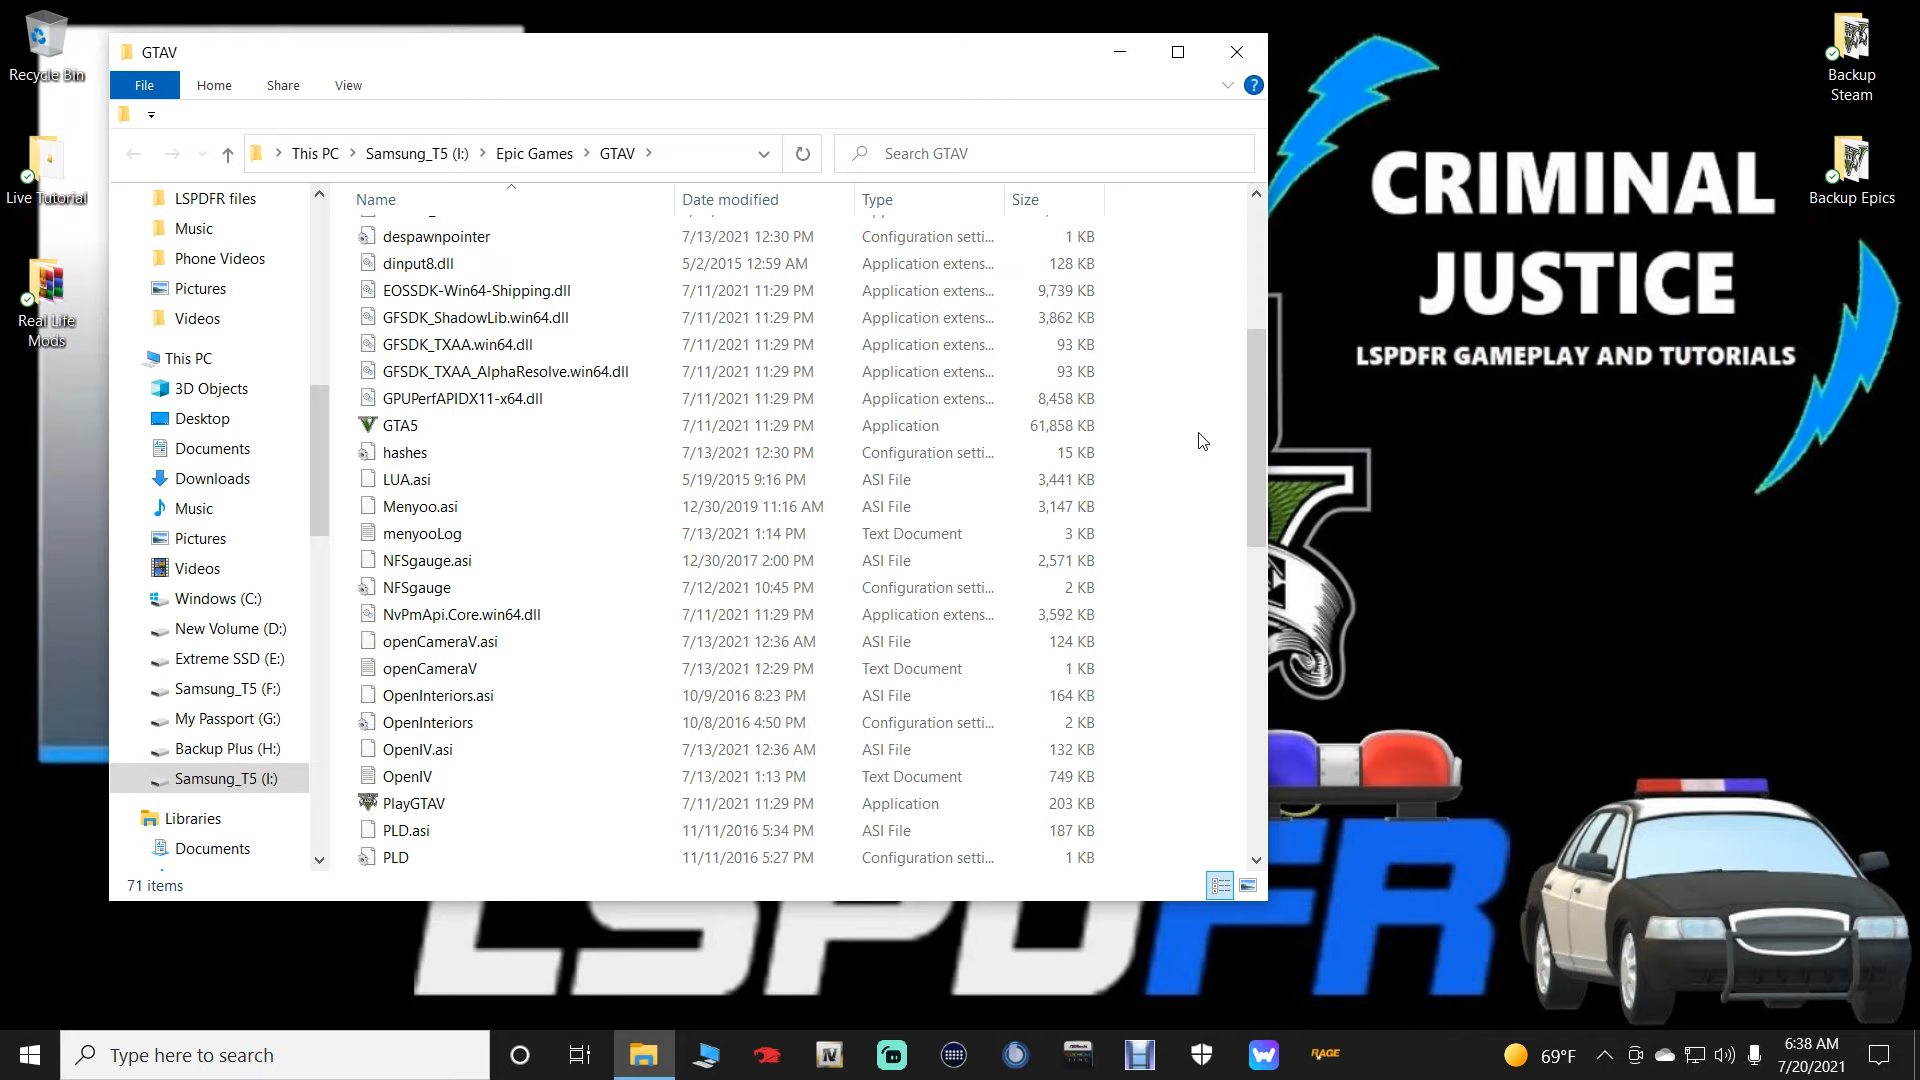 Recycle Bin
Live Tutorial
Real Life
Mods
Backup
Steam
Backup Epics
CRIMINAL
JUSTICE
LSPDFR GAMEPLAY AND TUTORIALS
LSPDFR
GTAV
File Home Share View
This PC Samsung_T5 (I:) Epic Games GTAV
Search GTAV
LSPDFR files
Music
Phone Videos
Pictures
Videos
This PC
3D Objects
Desktop
Documents
Downloads
Music
Pictures
Videos
Windows (C:)
New Volume (D:)
Extreme SSD (E:)
Samsung_T5 (F:)
My Passport (G:)
Backup Plus (H:)
Samsung_T5 (I:)
Libraries
Documents
Name Date modified Type Size
despawnpointer 7/13/2021 12:30 PM Configuration setti... 1 KB
dinput8.dll 5/2/2015 12:59 AM Application extens... 128 KB
EOSSDK-Win64-Shipping.dll 7/11/2021 11:29 PM Application extens... 9,739 KB
GFSDK_ShadowLib.win64.dll 7/11/2021 11:29 PM Application extens... 3,862 KB
GFSDK_TXAA.win64.dll 7/11/2021 11:29 PM Application extens... 93 KB
GFSDK_TXAA_AlphaResolve.win64.dll 7/11/2021 11:29 PM Application extens... 93 KB
GPUPerfAPIDX11-x64.dll 7/11/2021 11:29 PM Application extens... 8,458 KB
GTA5 7/11/2021 11:29 PM Application 61,858 KB
hashes 7/13/2021 12:30 PM Configuration setti... 15 KB
LUA.asi 5/19/2015 9:16 PM ASI File 3,441 KB
Menyoo.asi 12/30/2019 11:16 AM ASI File 3,147 KB
menyooLog 7/13/2021 1:14 PM Text Document 3 KB
NFSgauge.asi 12/30/2017 2:00 PM ASI File 2,571 KB
NFSgauge 7/12/2021 10:45 PM Configuration setti... 2 KB
NvPmApi.Core.win64.dll 7/11/2021 11:29 PM Application extens... 3,592 KB
openCameraV.asi 7/13/2021 12:36 AM ASI File 124 KB
openCameraV 7/13/2021 12:29 PM Text Document 1 KB
OpenInteriors.asi 10/9/2016 8:23 PM ASI File 164 KB
OpenInteriors 10/8/2016 4:50 PM Configuration setti... 2 KB
OpenIV.asi 7/13/2021 12:36 AM ASI File 132 KB
OpenIV 7/13/2021 1:13 PM Text Document 749 KB
PlayGTAV 7/11/2021 11:29 PM Application 203 KB
PLD.asi 11/11/2016 5:34 PM ASI File 187 KB
PLD 11/11/2016 5:27 PM Configuration setti... 1 KB
71 items
Type here to search
RAGE
69°F
6:38 AM
7/20/2021